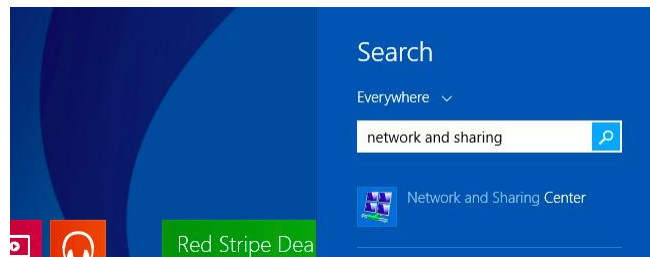 Search
Everywhere
network and sharing
Network and Sharing Center
Red Stripe Dea